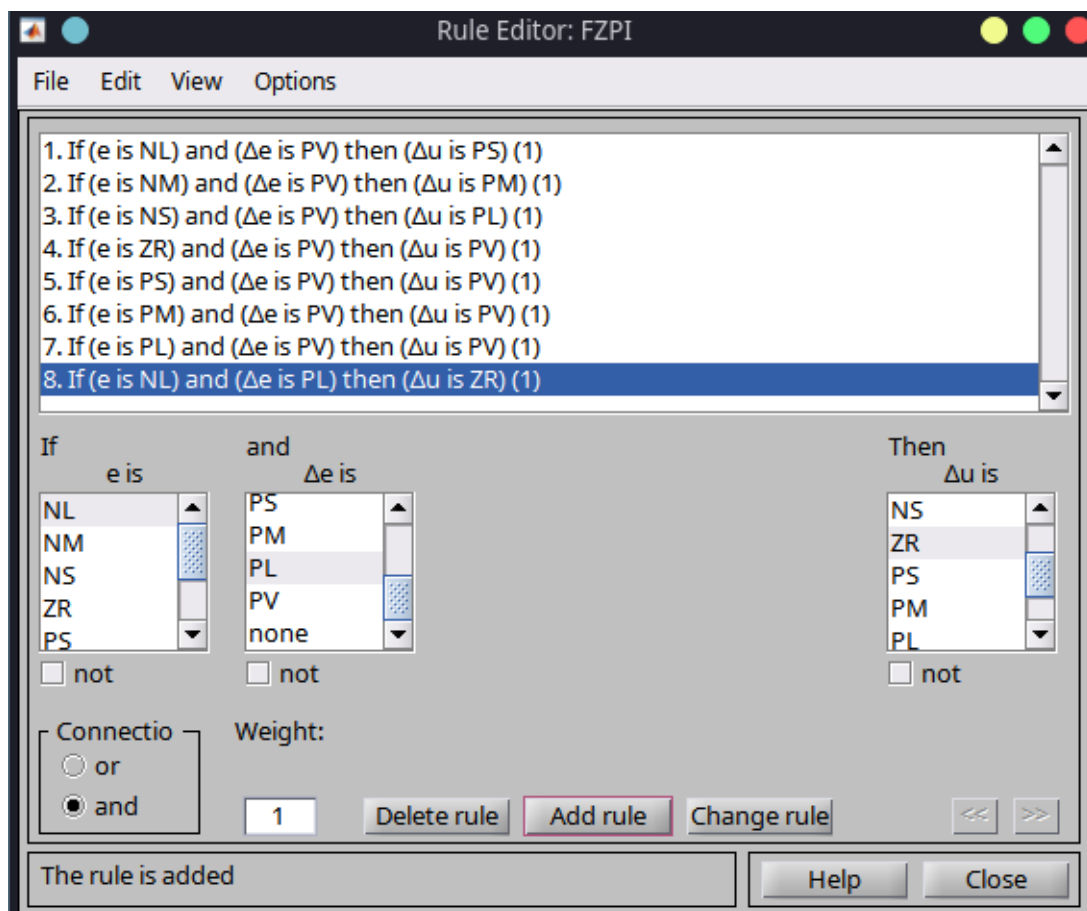 Rule Editor: FZPI
File Edit View Options
1. If (e is NL) and (Δe is PV) then (Δu is PS) (1)
2. If (e is NM) and (Δe is PV) then (Δu is PM) (1)
3. If (e is NS) and (Δe is PV) then (Δu is PL) (1)
4. If (e is ZR) and (Δe is PV) then (Δu is PV) (1)
5. If (e is PS) and (Δe is PV) then (Δu is PV) (1)
6. If (e is PM) and (Δe is PV) then (Δu is PV) (1)
7. If (e is PL) and (Δe is PV) then (Δu is PV) (1)
8. If (e is NL) and (Δe is PL) then (Δu is ZR) (1)
If
e is
NL
NM
NS
ZR
PS
not
and
Δe is
PS
PM
PL
PV
none
not
Then
Δu is
NS
ZR
PS
PM
PL
not
Connectio
or
and
Weight:
1
Delete rule
Add rule
Change rule
<<
>>
The rule is added
Help
Close